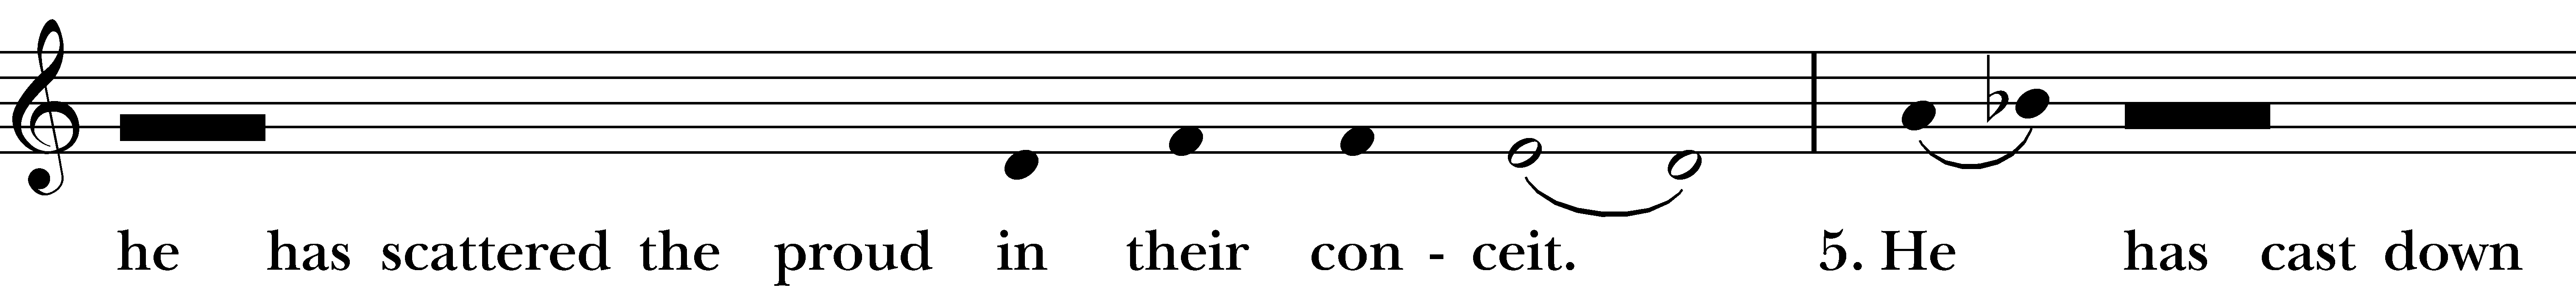 he has scattered the proud in their con - ceit. 5. He has cast down